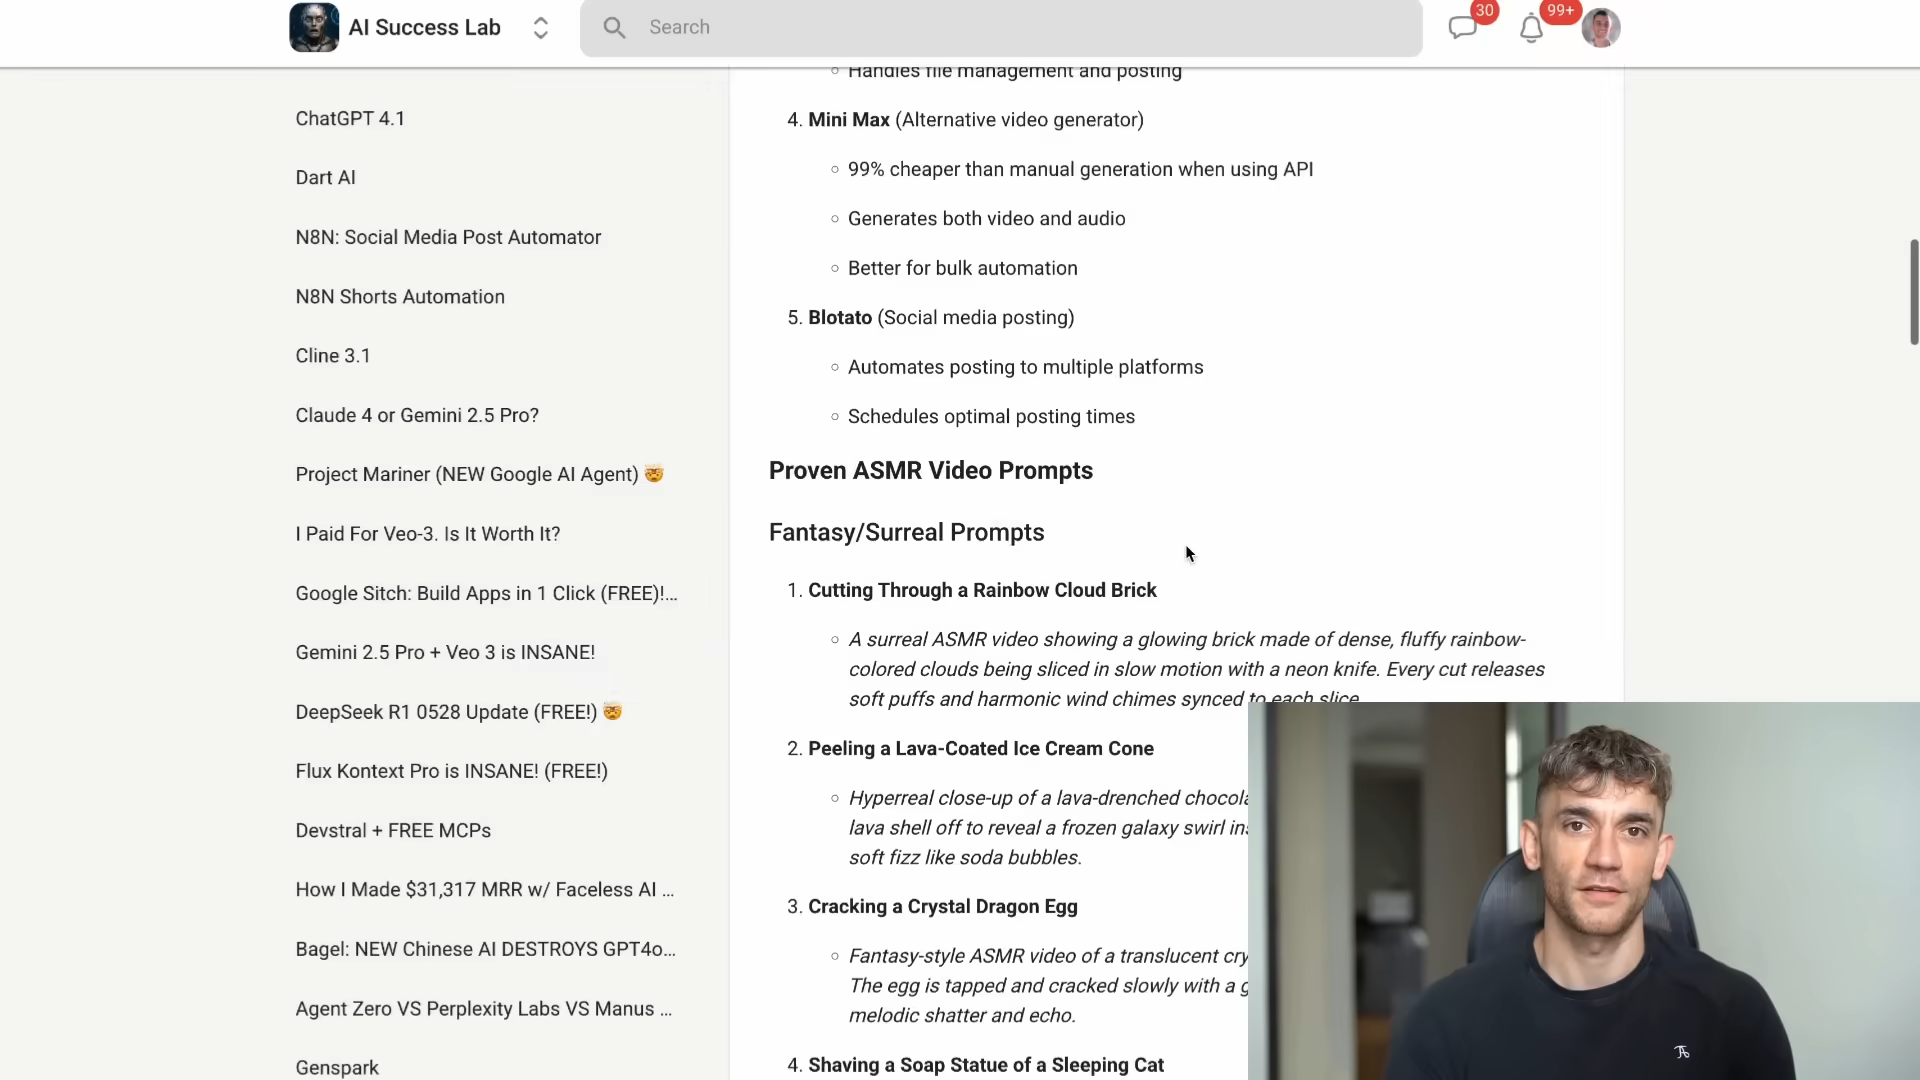 AI Success Lab
Search
30
99+
ChatGPT 4.1
Dart AI
N8N: Social Media Post Automator
N8N Shorts Automation
Cline 3.1
Claude 4 or Gemini 2.5 Pro?
Project Mariner (NEW Google AI Agent) 🤯
I Paid For Veo-3. Is It Worth It?
Google Sitch: Build Apps in 1 Click (FREE)!...
Gemini 2.5 Pro + Veo 3 is INSANE!
DeepSeek R1 0528 Update (FREE!) 🤯
Flux Kontext Pro is INSANE! (FREE!)
Devstral + FREE MCPs
How I Made $31,317 MRR w/ Faceless AI ...
Bagel: NEW Chinese AI DESTROYS GPT4o...
Agent Zero VS Perplexity Labs VS Manus ...
Genspark
Handles file management and posting
4. Mini Max (Alternative video generator)
99% cheaper than manual generation when using API
Generates both video and audio
Better for bulk automation
5. Blotato (Social media posting)
Automates posting to multiple platforms
Schedules optimal posting times
Proven ASMR Video Prompts
Fantasy/Surreal Prompts
1. Cutting Through a Rainbow Cloud Brick
A surreal ASMR video showing a glowing brick made of dense, fluffy rainbow-
colored clouds being sliced in slow motion with a neon knife. Every cut releases
soft puffs and harmonic wind chimes synced to each slice.
2. Peeling a Lava-Coated Ice Cream Cone
Hyperreal close-up of a lava-drenched
lava shell off to reveal a frozen galaxy swirl
soft fizz like soda bubbles.
3. Cracking a Crystal Dragon Egg
Fantasy-style ASMR video of a translucent
The egg is tapped and cracked slowly with a
melodic shatter and echo.
4. Shaving a Soap Statue of a Sleeping Cat